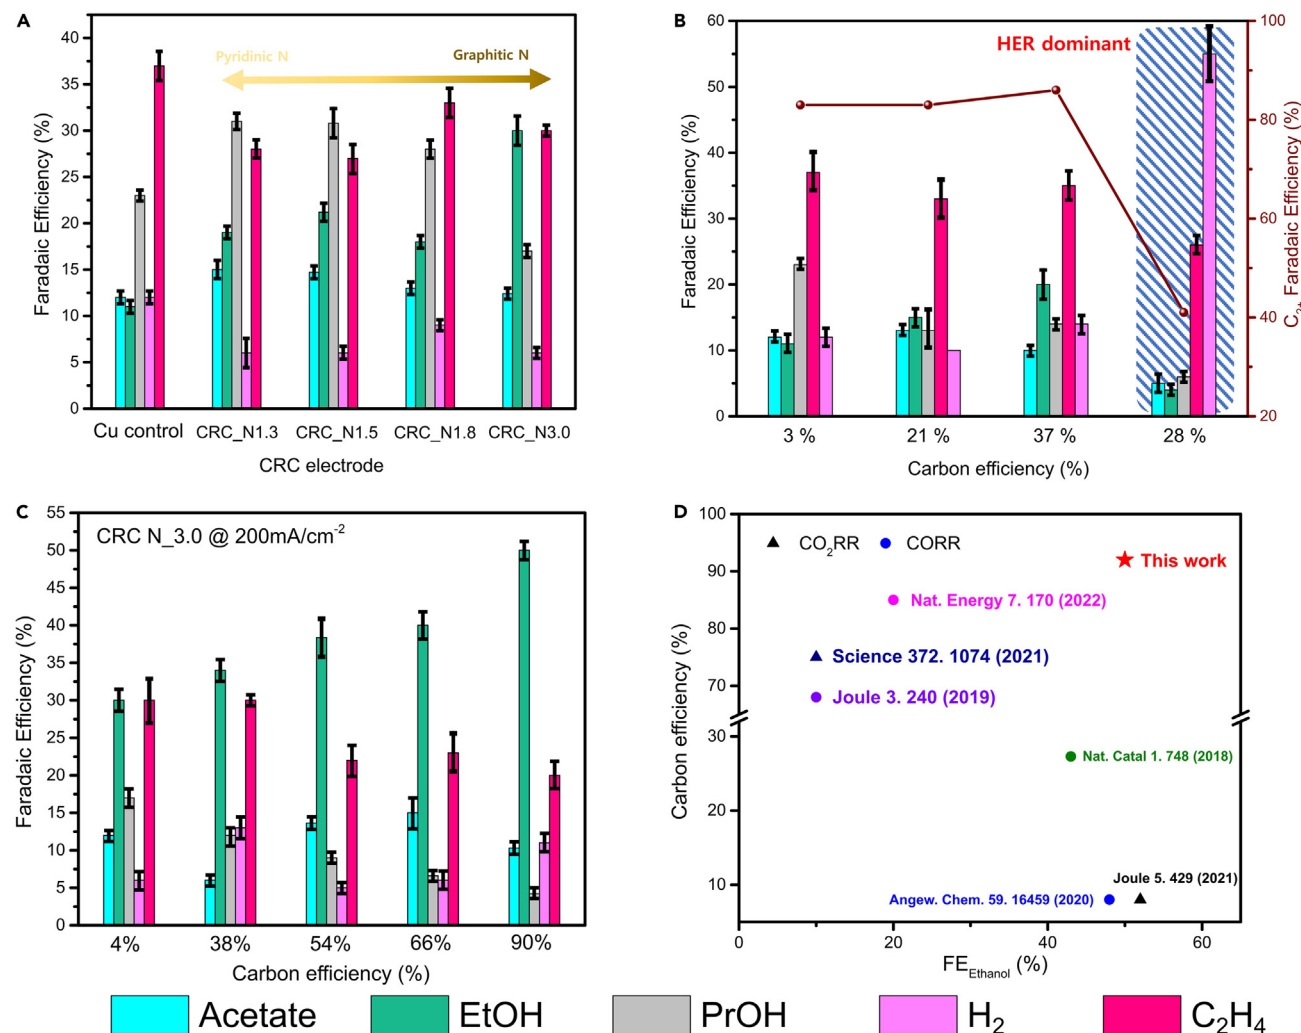 A
Faradaic Efficiency (%)
40
35
30
25
20
15
10
5
0
Pyridinic N
Graphitic N
Cu control
CRC_N1.3
CRC_N1.5
CRC_N1.8
CRC_N3.0
CRC electrode
B
Faradaic Efficiency (%)
60
50
40
30
20
10
0
HER dominant
100
80
60
40
20
C2+ Faradaic Efficiency (%)
3 %
21 %
37 %
28 %
Carbon efficiency (%)
C
Faradaic Efficiency (%)
55
50
45
40
35
30
25
20
15
10
5
0
CRC N_3.0 @ 200mA/cm-2
4%
38%
54%
66%
90%
Carbon efficiency (%)
D
Carbon efficiency (%)
100
90
80
70
30
20
10
CO2RR
CORR
This work
Nat. Energy 7. 170 (2022)
Science 372. 1074 (2021)
Joule 3. 240 (2019)
Nat. Catal 1. 748 (2018)
Joule 5. 429 (2021)
Angew. Chem. 59. 16459 (2020)
0
20
40
60
FEEthanol (%)
Acetate
EtOH
PrOH
H2
C2H4